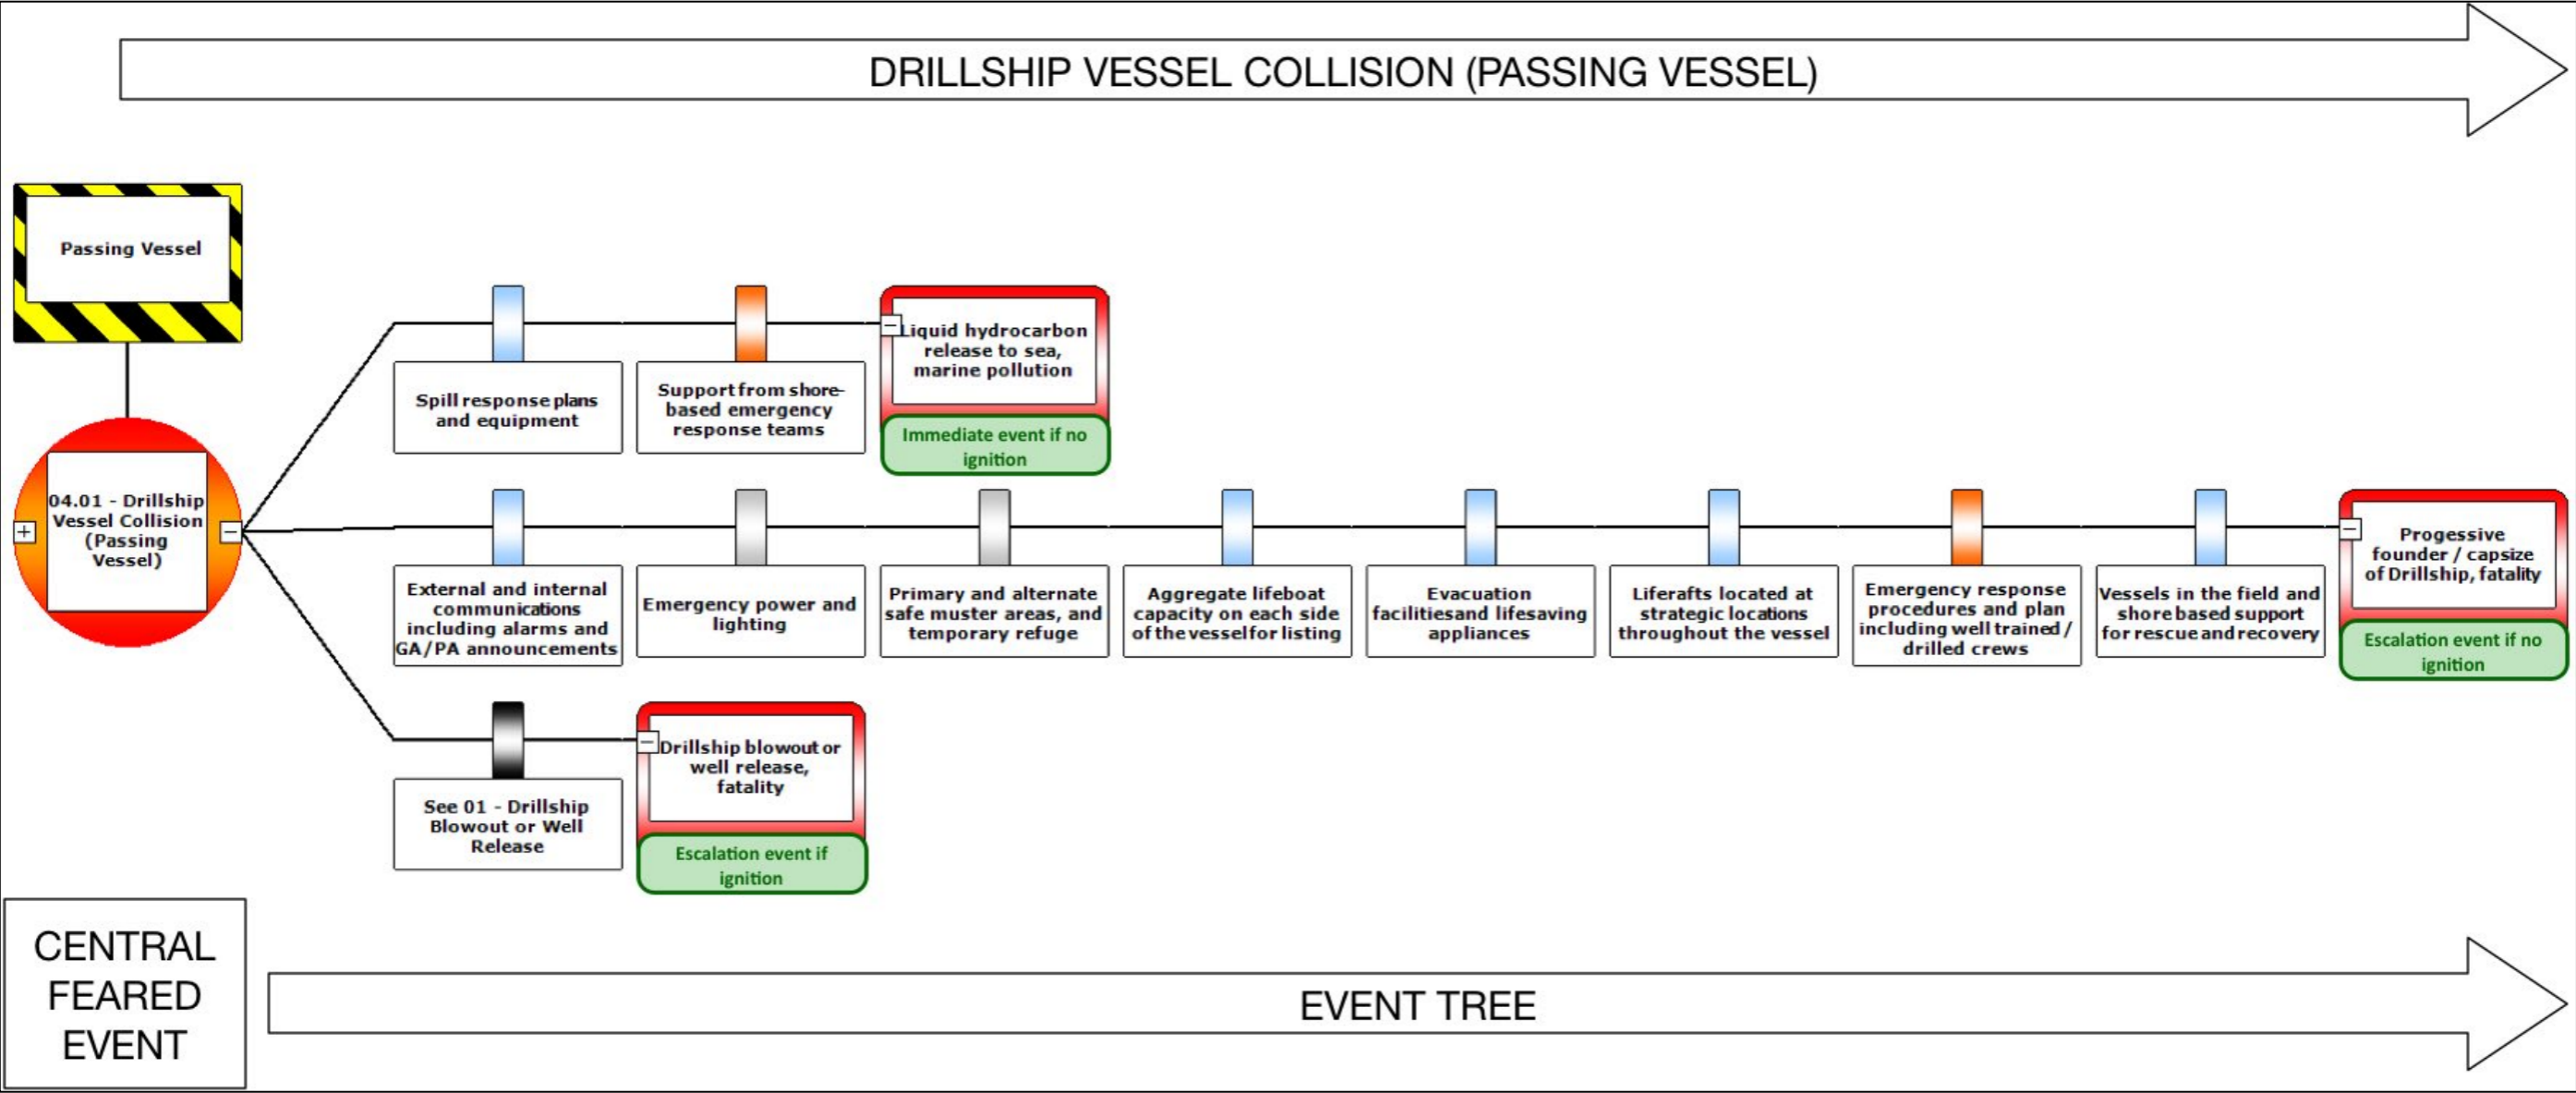 DRILLSHIP VESSEL COLLISION (PASSING VESSEL)
Passing Vessel
04.01 - Drillship
Vessel Collision
(Passing
Vessel)
Spill response plans
and equipment
Support from shore-
based emergency
response teams
Liquid hydrocarbon
release to sea,
marine pollution
Immediate event if no
ignition
External and internal
communications
including alarms and
GA/PA announcements
Emergency power and
lighting
Primary and alternate
safe muster areas, and
temporary refuge
Aggregate lifeboat
capacity on each side
of the vessel for listing
Evacuation
facilitiesand lifesaving
appliances
Liferafts located at
strategic locations
throughout the vessel
Emergency response
procedures and plan
including well trained /
drilled crews
Vessels in the field and
shore based support
for rescue and recovery
Progessive
founder / capsize
of Drillship, fatality
Escalation event if no
ignition
See 01 - Drillship
Blowout or Well
Release
Drillship blowout or
well release,
fatality
Escalation event if
ignition
CENTRAL
FEARED
EVENT
EVENT TREE